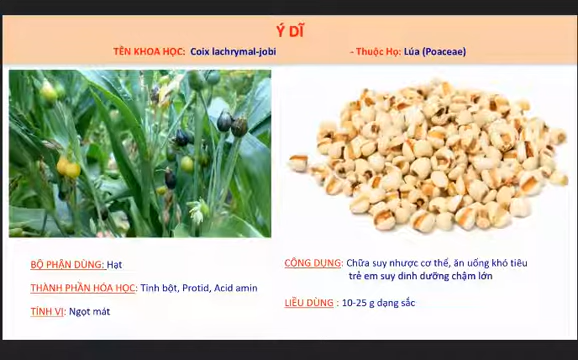 Ý DĨ
TÊN KHOA HỌC: Coix lachrymal-jobi - Thuộc Họ: Lúa (Poaceae)
BỘ PHẬN DÙNG: Hạt
THÀNH PHẦN HÓA HỌC: Tinh bột, Protid, Acid amin
TÍNH VỊ: Ngọt mát
CÔNG DỤNG: Chữa suy nhược cơ thể, ăn uống khó tiêu
trẻ em suy dinh dưỡng chậm lớn
LIỀU DÙNG : 10-25 g dạng sắc